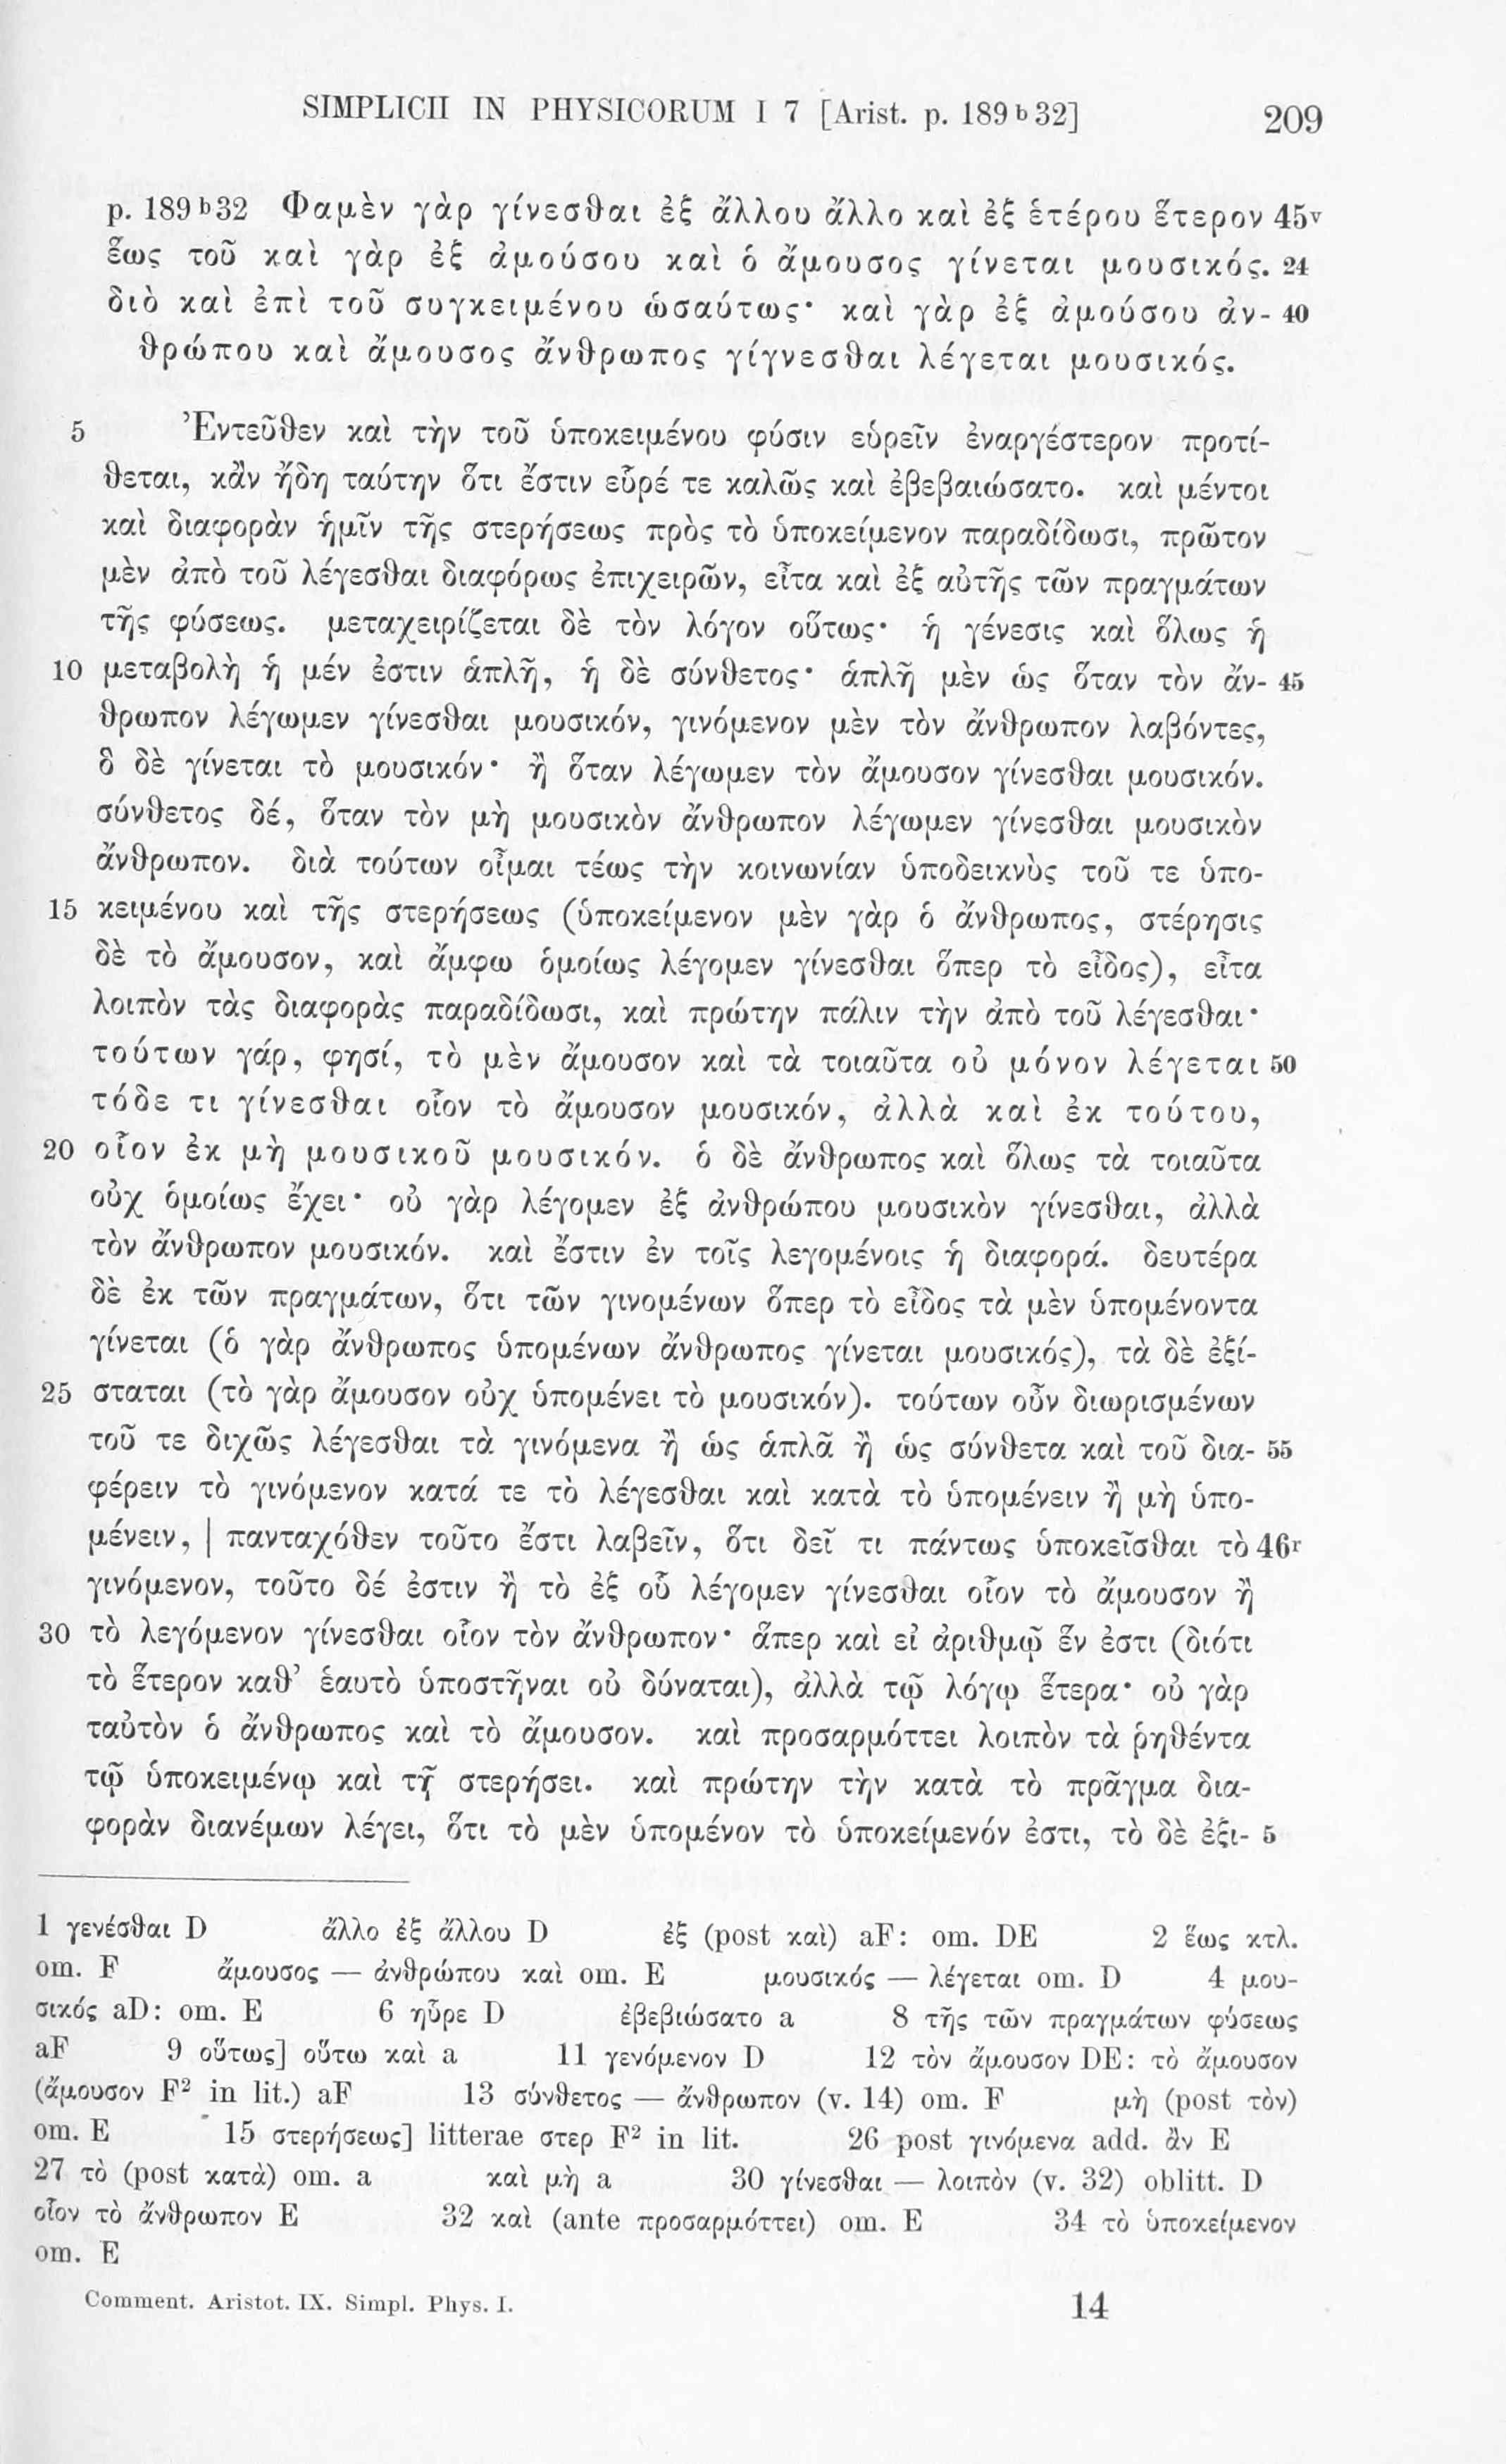 SIMPLICII IN PHYSICORUM I 7 [Arist. p. 189 b 32] 209
p. 189 b 32 Φαμὲν γὰρ γίνεσθαι ἐξ ἄλλου ἄλλο καὶ ἐξ ἑτέρου ἕτερον 45v
ἕως τοῦ καὶ γὰρ ἐξ ἀμούσου καὶ ὁ ἄμουσος γίνεται μουσικός. 24
διὸ καὶ ἐπὶ τοῦ συγκειμένου ὡσαύτως· καὶ γὰρ ἐξ ἀμούσου ἀν- 40
θρώπου καὶ ἄμουσος ἄνθρωπος γίγνεσθαι λέγεται μουσικός.
5 Ἐντεῦθεν καὶ τὴν τοῦ ὑποκειμένου φύσιν εὑρεῖν ἐναργέστερον προτί-
θεται, κἂν ἤδη ταύτην ὅτι ἔστιν εὗρέ τε καλῶς καὶ ἐβεβαιώσατο. καὶ μέντοι
καὶ διαφορὰν ἡμῖν τῆς στερήσεως πρὸς τὸ ὑποκείμενον παραδίδωσι, πρῶτον
μὲν ἀπὸ τοῦ λέγεσθαι διαφόρως ἐπιχειρῶν, εἶτα καὶ ἐξ αὐτῆς τῶν πραγμάτων
τῆς φύσεως. μεταχειρίζεται δὲ τὸν λόγον οὕτως· ἡ γένεσις καὶ ὅλως ἡ
10 μεταβολὴ ἡ μέν ἐστιν ἁπλῆ, ἡ δὲ σύνθετος· ἁπλῆ μὲν ὡς ὅταν τὸν ἄν- 45
θρωπον λέγωμεν γίνεσθαι μουσικόν, γινόμενον μὲν τὸν ἄνθρωπον λαβόντες,
ὃ δὲ γίνεται τὸ μουσικόν· ἢ ὅταν λέγωμεν τὸν ἄμουσον γίνεσθαι μουσικόν.
σύνθετος δέ, ὅταν τὸν μὴ μουσικὸν ἄνθρωπον λέγωμεν γίνεσθαι μουσικὸν
ἄνθρωπον. διὰ τούτων οἶμαι τέως τὴν κοινωνίαν ὑποδεικνὺς τοῦ τε ὑπο-
15 κειμένου καὶ τῆς στερήσεως (ὑποκείμενον μὲν γὰρ ὁ ἄνθρωπος, στέρησις
δὲ τὸ ἄμουσον, καὶ ἄμφω ὁμοίως λέγομεν γίνεσθαι ὅπερ τὸ εἶδος), εἶτα
λοιπὸν τὰς διαφορὰς παραδίδωσι, καὶ πρώτην πάλιν τὴν ἀπὸ τοῦ λέγεσθαι·
τούτων γάρ, φησί, τὸ μὲν ἄμουσον καὶ τὰ τοιαῦτα οὐ μόνον λέγεται 50
τόδε τι γίνεσθαι οἷον τὸ ἄμουσον μουσικόν, ἀλλὰ καὶ ἐκ τούτου,
20 οἷον ἐκ μὴ μουσικοῦ μουσικόν. ὁ δὲ ἄνθρωπος καὶ ὅλως τὰ τοιαῦτα
οὐχ ὁμοίως ἔχει· οὐ γὰρ λέγομεν ἐξ ἀνθρώπου μουσικὸν γίνεσθαι, ἀλλὰ
τὸν ἄνθρωπον μουσικόν. καὶ ἔστιν ἐν τοῖς λεγομένοις ἡ διαφορά. δευτέρα
δὲ ἐκ τῶν πραγμάτων, ὅτι τῶν γινομένων ὅπερ τὸ εἶδος τὰ μὲν ὑπομένοντα
γίνεται (ὁ γὰρ ἄνθρωπος ὑπομένων ἄνθρωπος γίνεται μουσικός), τὰ δὲ ἐξί-
25 σταται (τὸ γὰρ ἄμουσον οὐχ ὑπομένει τὸ μουσικόν). τούτων οὖν διωρισμένων
τοῦ τε διχῶς λέγεσθαι τὰ γινόμενα ἢ ὡς ἁπλᾶ ἢ ὡς σύνθετα καὶ τοῦ δια- 55
φέρειν τὸ γινόμενον κατά τε τὸ λέγεσθαι καὶ κατὰ τὸ ὑπομένειν ἢ μὴ ὑπο-
μένειν, | πανταχόθεν τοῦτο ἔστι λαβεῖν, ὅτι δεῖ τι πάντως ὑποκεῖσθαι τὸ 46r
γινόμενον, τοῦτο δέ ἐστιν ἢ τὸ ἐξ οὗ λέγομεν γίνεσθαι οἷον τὸ ἄμουσον ἢ
30 τὸ λεγόμενον γίνεσθαι οἷον τὸν ἄνθρωπον· ἅπερ καὶ εἰ ἀριθμῷ ἕν ἐστι (διότι
τὸ ἕτερον καθ’ ἑαυτὸ ὑποστῆναι οὐ δύναται), ἀλλὰ τῷ λόγῳ ἕτερα· οὐ γὰρ
ταὐτὸν ὁ ἄνθρωπος καὶ τὸ ἄμουσον. καὶ προσαρμόττει λοιπὸν τὰ ῥηθέντα
τῷ ὑποκειμένῳ καὶ τῇ στερήσει. καὶ πρώτην τὴν κατὰ τὸ πρᾶγμα δια-
φορὰν διανέμων λέγει, ὅτι τὸ μὲν ὑπομένον τὸ ὑποκείμενόν ἐστι, τὸ δὲ ἐξι- 5
1 γενέσθαι D ἄλλο ἐξ ἄλλου D ἐξ (post καὶ) aF: om. DE 2 ἕως κτλ.
om. F ἄμουσος — ἀνθρώπου καὶ om. E μουσικός — λέγεται om. D 4 μου-
σικός aD: om. E 6 ηὗρε D ἐβεβιώσατο a 8 τῆς τῶν πραγμάτων φύσεως
aF 9 οὕτως] οὕτω καὶ a 11 γενόμενον D 12 τὸν ἄμουσον DE: τὸ ἄμουσον
(ἄμουσον F² in lit.) aF 13 σύνθετος — ἄνθρωπον (v. 14) om. F μὴ (post τὸν)
om. E 15 στερήσεως] litterae στερ F² in lit. 26 post γινόμενα add. ἂν E
27 τὸ (post κατὰ) om. a καὶ μὴ a 30 γίνεσθαι — λοιπὸν (v. 32) oblitt. D
οἷον τὸ ἄνθρωπον E 32 καὶ (ante προσαρμόττει) om. E 34 τὸ ὑποκείμενον
om. E
Comment. Aristot. IX. Simpl. Phys. I. 14